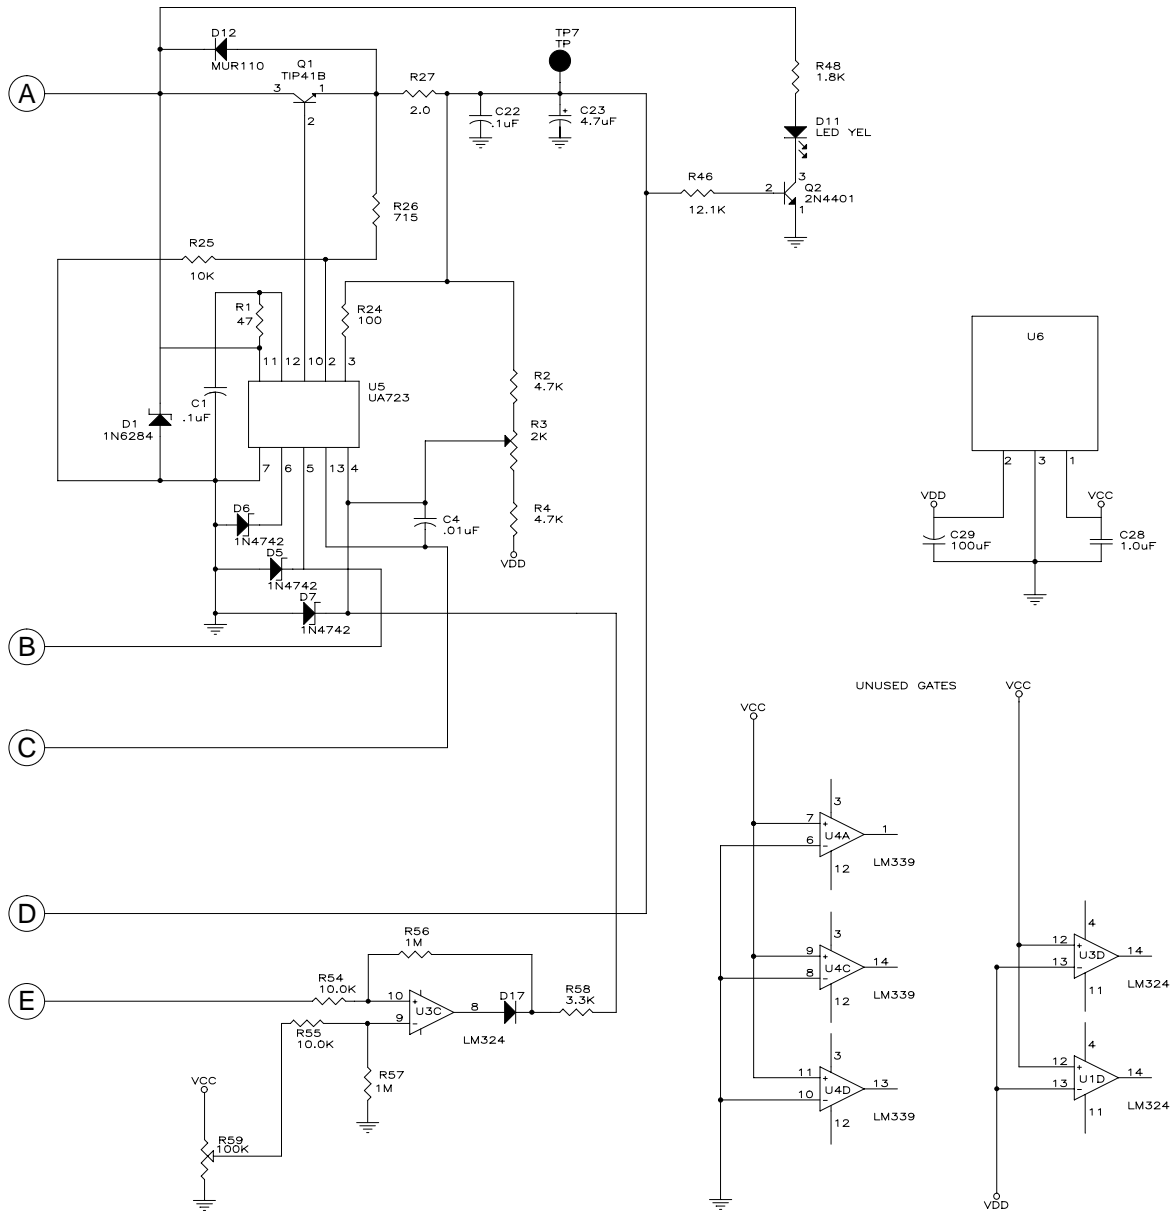 D12
MUR110
Q1
TIP41B
3
1
2
R27
2.0
TP7
TP
C22
.1uF
+
C23
4.7uF
R48
1.8K
D11
LED YEL
A
R46
12.1K
2
3
Q2
2N4401
1
R26
715
R25
10K
R1
47
R24
100
11
12
10
2
3
U5
UA723
C1
.1uF
D1
1N6284
R2
4.7K
R3
2K
R4
4.7K
VDD
7
6
5
13
4
C4
.01uF
D6
1N4742
D5
1N4742
D7
1N4742
U6
2
3
1
VDD
VCC
C29
100uF
C28
1.0uF
B
C
D
E
UNUSED GATES
VCC
VCC
3
7
+
U4A
1
6
-
12
LM339
3
9
+
U4C
14
8
-
12
LM339
3
11
+
U4D
13
10
-
12
LM339
4
12
+
U3D
14
13
-
11
LM324
4
12
+
U1D
14
13
-
11
LM324
VDD
R56
1M
R54
10.0K
10
+
U3C
8
9
-
LM324
D17
R58
3.3K
R55
10.0K
R57
1M
VCC
R59
100K